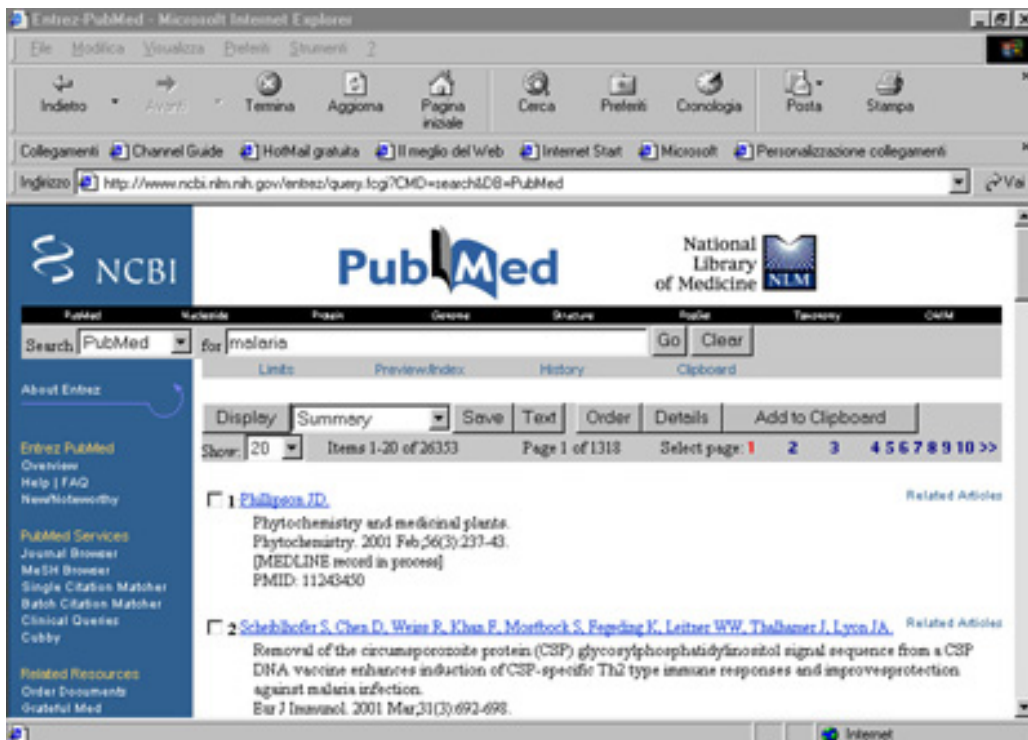 Entrez-PubMed - Microsoft Internet Explorer
File Modifica Visualizza Preferiti Strumenti ?
Indietro Avanti Termina Aggiorna Pagina iniziale Cerca Preferiti Cronologia Posta Stampa
Collegamenti Channel Guide HotMail gratuita Il meglio del Web Internet Start Microsoft Personalizzazione collegamenti
Indirizzo http://www.ncbi.nlm.nih.gov/entrez/query.fcgi?CMD=search&DB=PubMed Vai
NCBI PubMed National Library of Medicine NLM
PubMed Nucleotide Protein Genome Structure PopSet Taxonomy OMIM
Search PubMed for malaria Go Clear
Limits Preview/Index History Clipboard
About Entrez
Display Summary Save Text Order Details Add to Clipboard
Show: 20 Items 1-20 of 26353 Page 1 of 1318 Select page: 1 2 3 4 5 6 7 8 9 10 >>
Entrez PubMed
Overview
Help | FAQ
New/Noteworthy
PubMed Services
Journal Browser
MeSH Browser
Single Citation Matcher
Batch Citation Matcher
Clinical Queries
Cubby
Related Resources
Order Documents
Grateful Med
1 Phillipson JD. Related Articles
Phytochemistry and medicinal plants.
Phytochemistry. 2001 Feb;56(3):237-43.
[MEDLINE record in process]
PMID: 11243450
2 Scheiblhofer S, Chen D, Weiss R, Khan F, Mostbock S, Fegeding K, Leitner WW, Thalhamer J, Lyon JA. Related Articles
Removal of the circumsporozoite protein (CSP) glycosylphosphatidylinositol signal sequence from a CSP
DNA vaccine enhances induction of CSP-specific Th2 type immune responses and improvesprotection
against malaria infection.
Eur J Immunol. 2001 Mar;31(3):692-698.
Internet